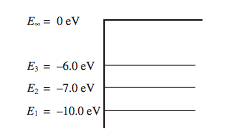 E∞ = 0 eV
E₃ = –6.0 eV
E₂ = –7.0 eV
E₁ = –10.0 eV